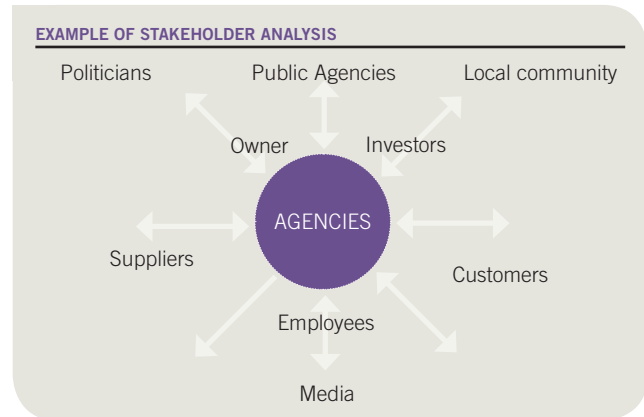 EXAMPLE OF STAKEHOLDER ANALYSIS
Politicians
Public Agencies
Local community
Owner
Investors
AGENCIES
Suppliers
Customers
Employees
Media